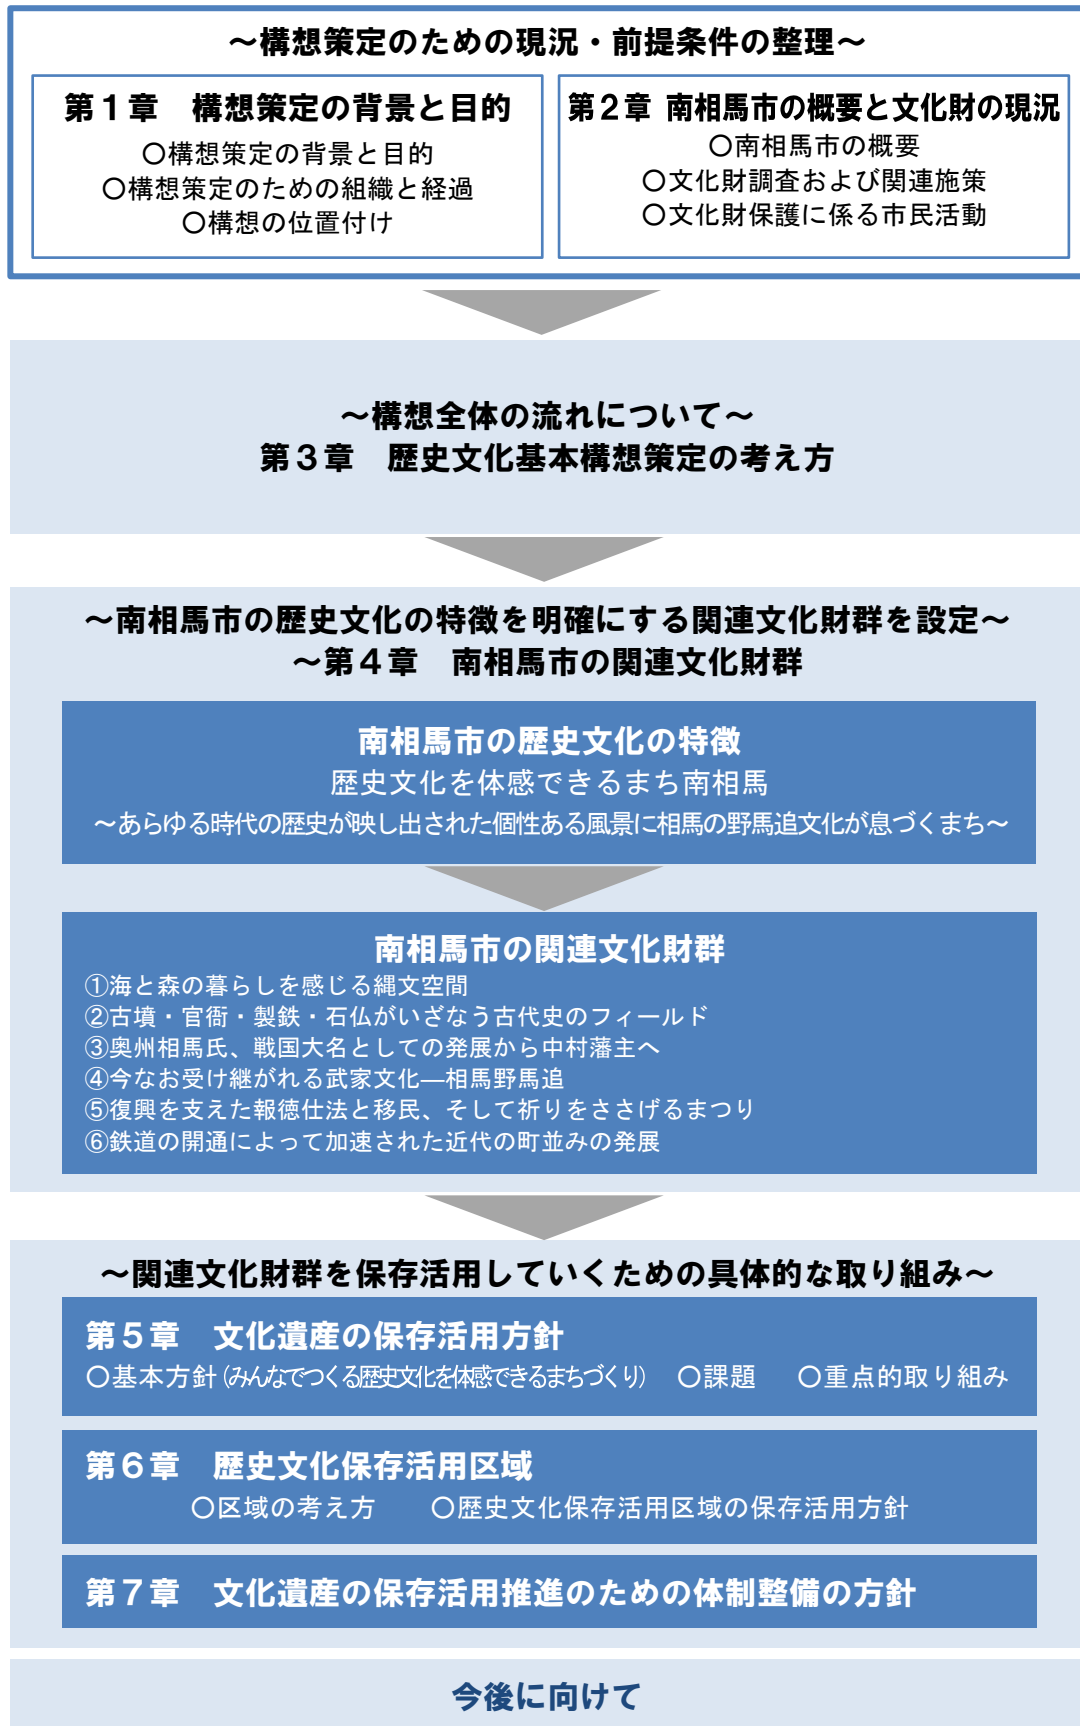 ～構想策定のための現況・前提条件の整理～
第１章　構想策定の背景と目的
〇構想策定の背景と目的
〇構想策定のための組織と経過
〇構想の位置付け
第２章 南相馬市の概要と文化財の現況
〇南相馬市の概要
〇文化財調査および関連施策
〇文化財保護に係る市民活動
～構想全体の流れについて～
第３章　歴史文化基本構想策定の考え方
～南相馬市の歴史文化の特徴を明確にする関連文化財群を設定～
～第４章　南相馬市の関連文化財群
南相馬市の歴史文化の特徴
歴史文化を体感できるまち南相馬
～あらゆる時代の歴史が映し出された個性ある風景に相馬の野馬追文化が息づくまち～
南相馬市の関連文化財群
①海と森の暮らしを感じる縄文空間
②古墳・官衙・製鉄・石仏がいざなう古代史のフィールド
③奥州相馬氏、戦国大名としての発展から中村藩主へ
④今なお受け継がれる武家文化―相馬野馬追
⑤復興を支えた報徳仕法と移民、そして祈りをささげるまつり
⑥鉄道の開通によって加速された近代の町並みの発展
～関連文化財群を保存活用していくための具体的な取り組み～
第５章　文化遺産の保存活用方針
〇基本方針（みんなでつくる歴史文化を体感できるまちづくり）　〇課題　〇重点的取り組み
第６章　歴史文化保存活用区域
〇区域の考え方　〇歴史文化保存活用区域の保存活用方針
第７章　文化遺産の保存活用推進のための体制整備の方針
今後に向けて